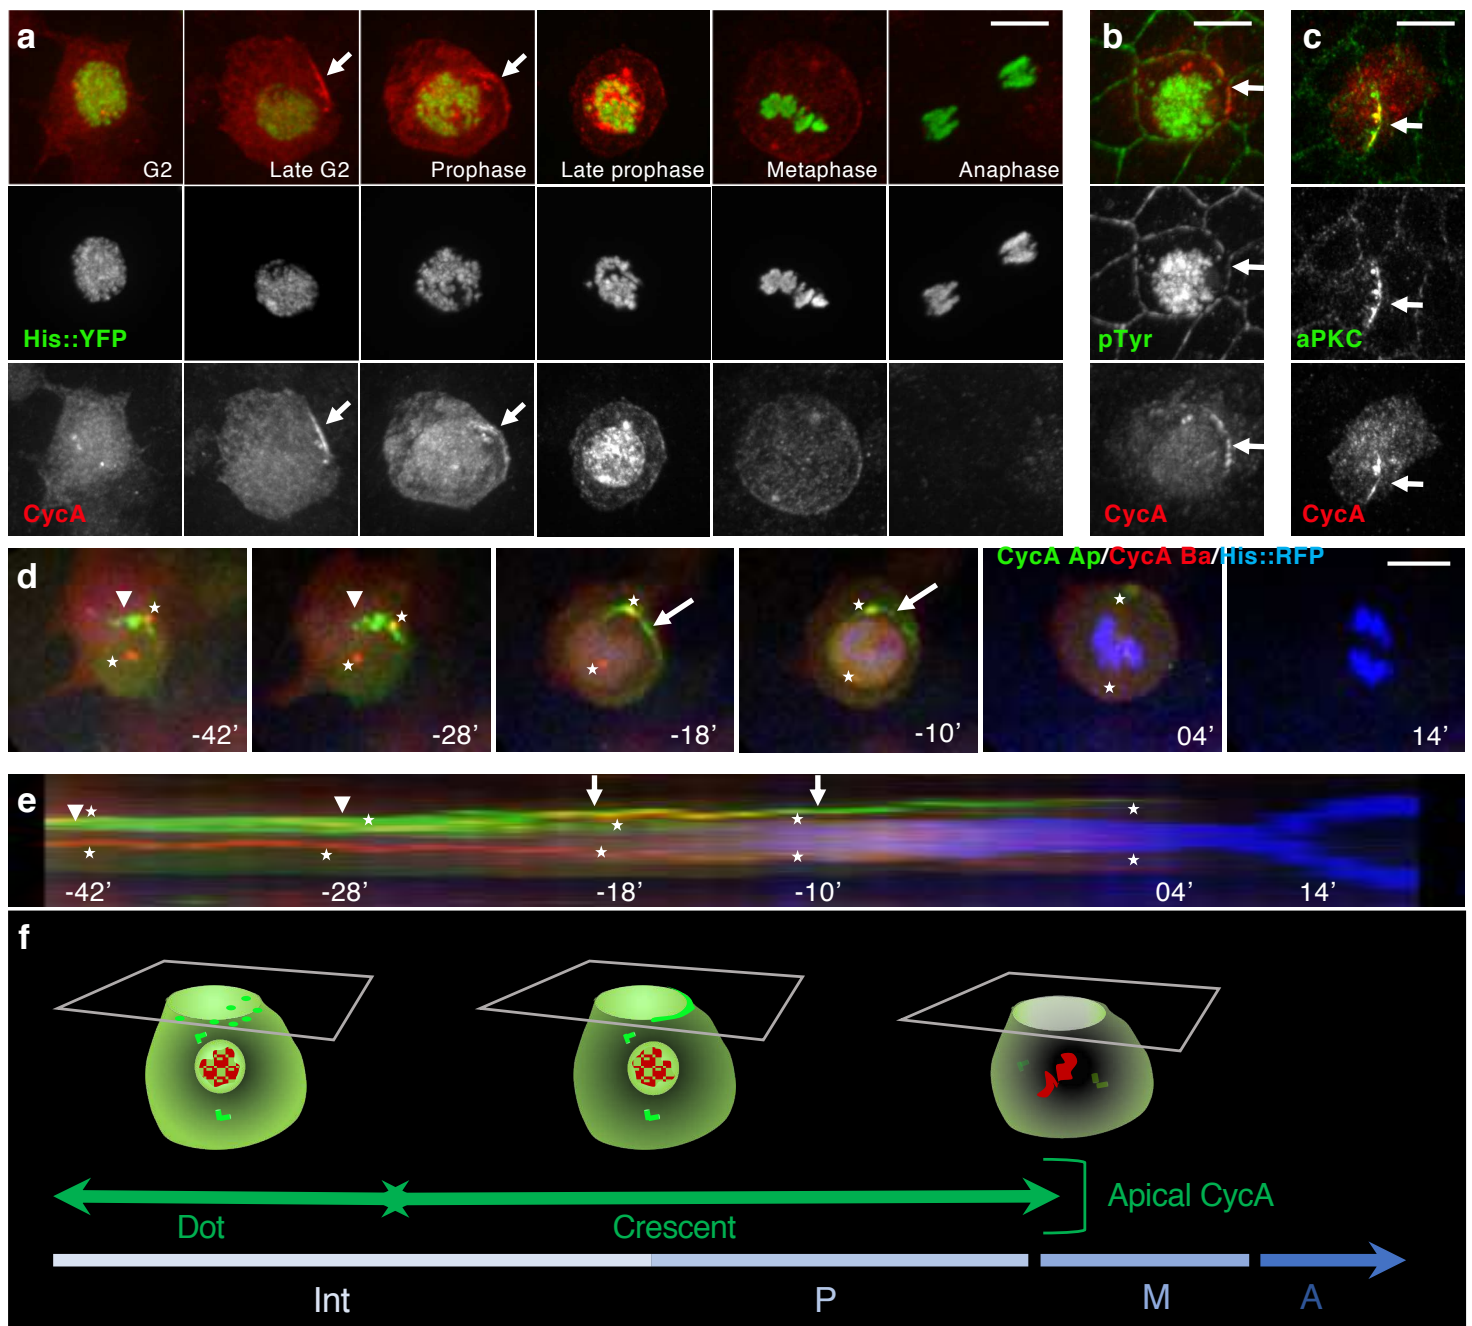 a
b
c
G2
Late G2
Prophase
Late prophase
Metaphase
Anaphase
His::YFP
pTyr
aPKC
CycA
CycA
CycA
d
CycA Ap/CycA Ba/His::RFP
-42’
-28’
-18’
-10’
04’
14’
e
-42’
-28’
-18’
-10’
04’
14’
f
Apical CycA
Dot
Crescent
Int
P
M
A